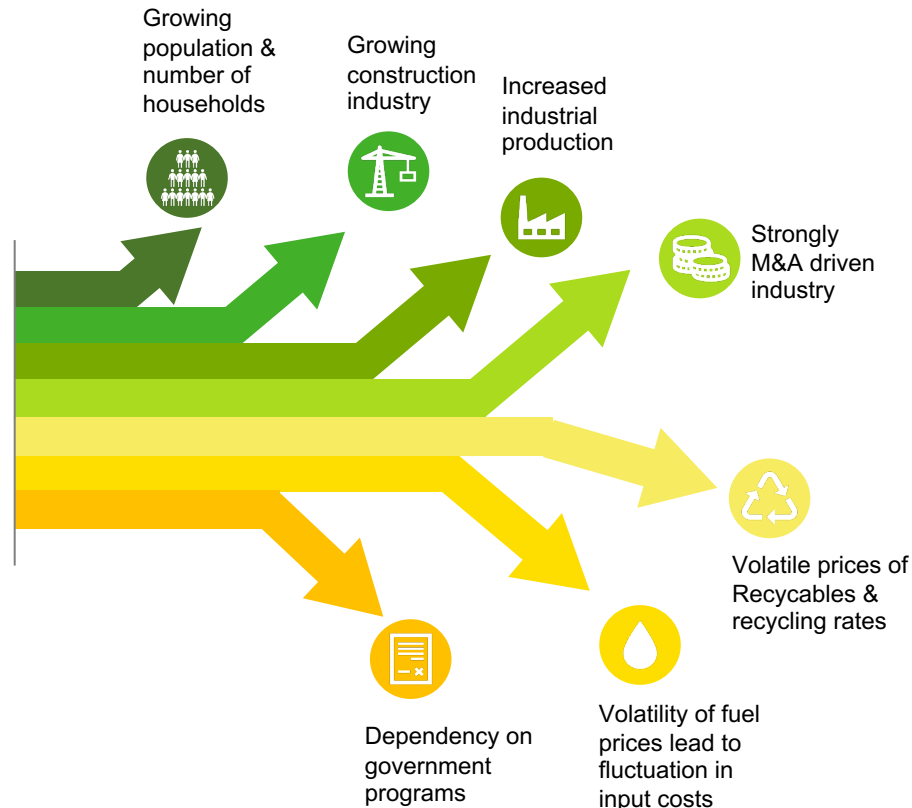 Growing
population &
number of
households
Growing
construction
industry
Increased
industrial
production
Strongly
M&A driven
industry
Volatile prices of
Recycables &
recycling rates
Volatility of fuel
prices lead to
fluctuation in
input costs
Dependency on
government
programs